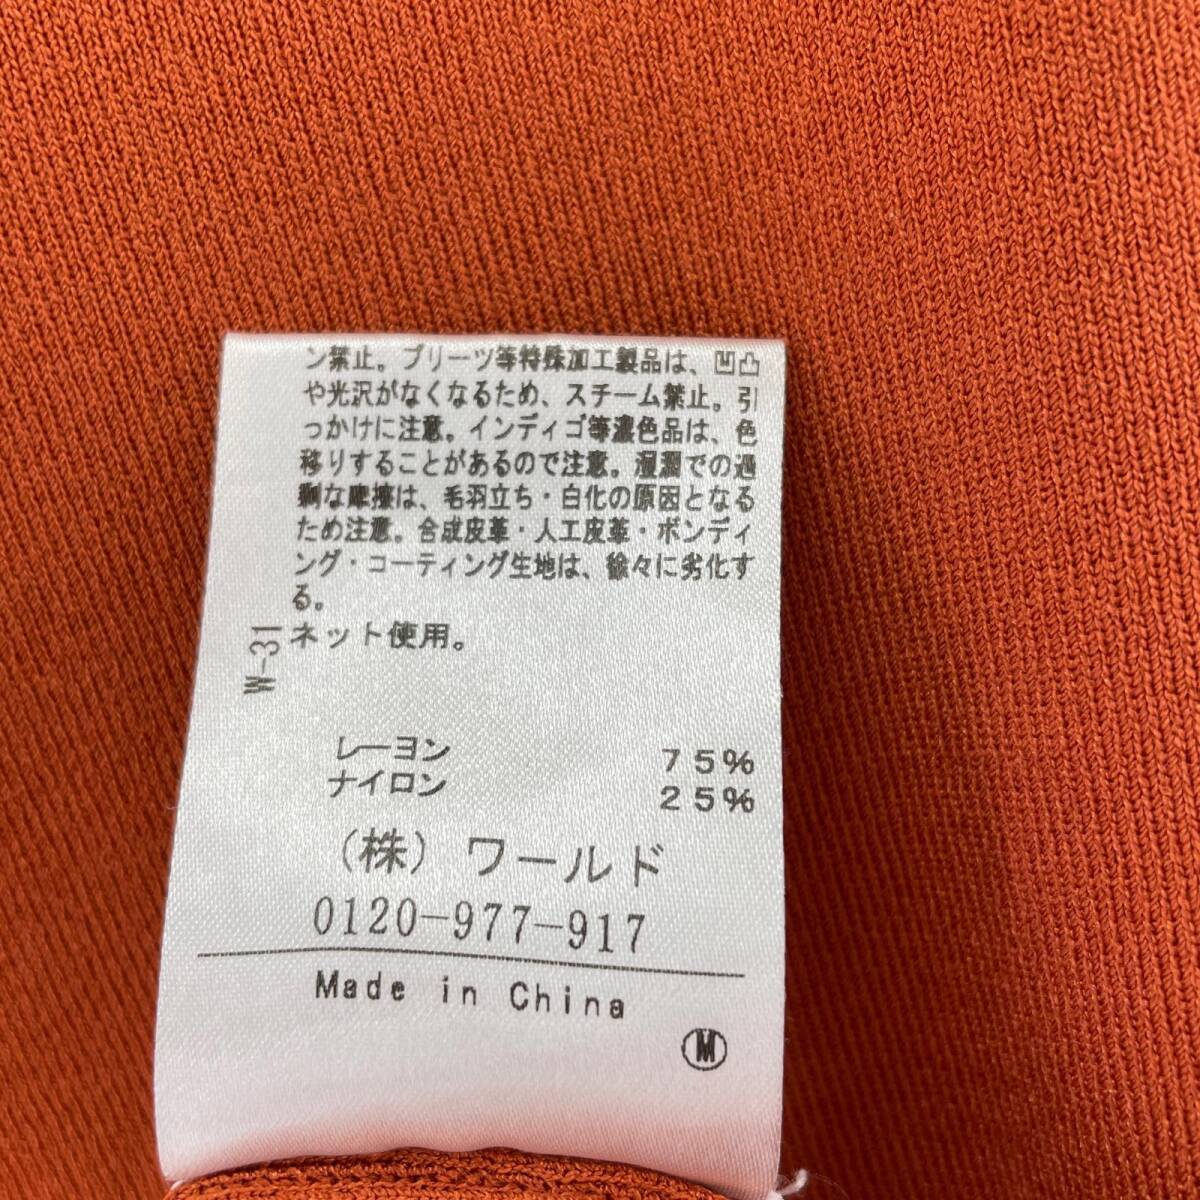 ン禁止。プリーツ等特殊加工製品は、凹凸
や光沢がなくなるため、スチーム禁止。引
っかけに注意。インディゴ等濃色品は、色
移りすることがあるので注意。湿潤での過
剰な摩擦は、毛羽立ち・白化の原因となる
ため注意。合成皮革・人工皮革・ボンディ
ング・コーティング生地は、徐々に劣化す
る。
ネット使用。
W-31
レーヨン 75%
ナイロン 25%
(株) ワールド
0120-977-917
Made in China
M